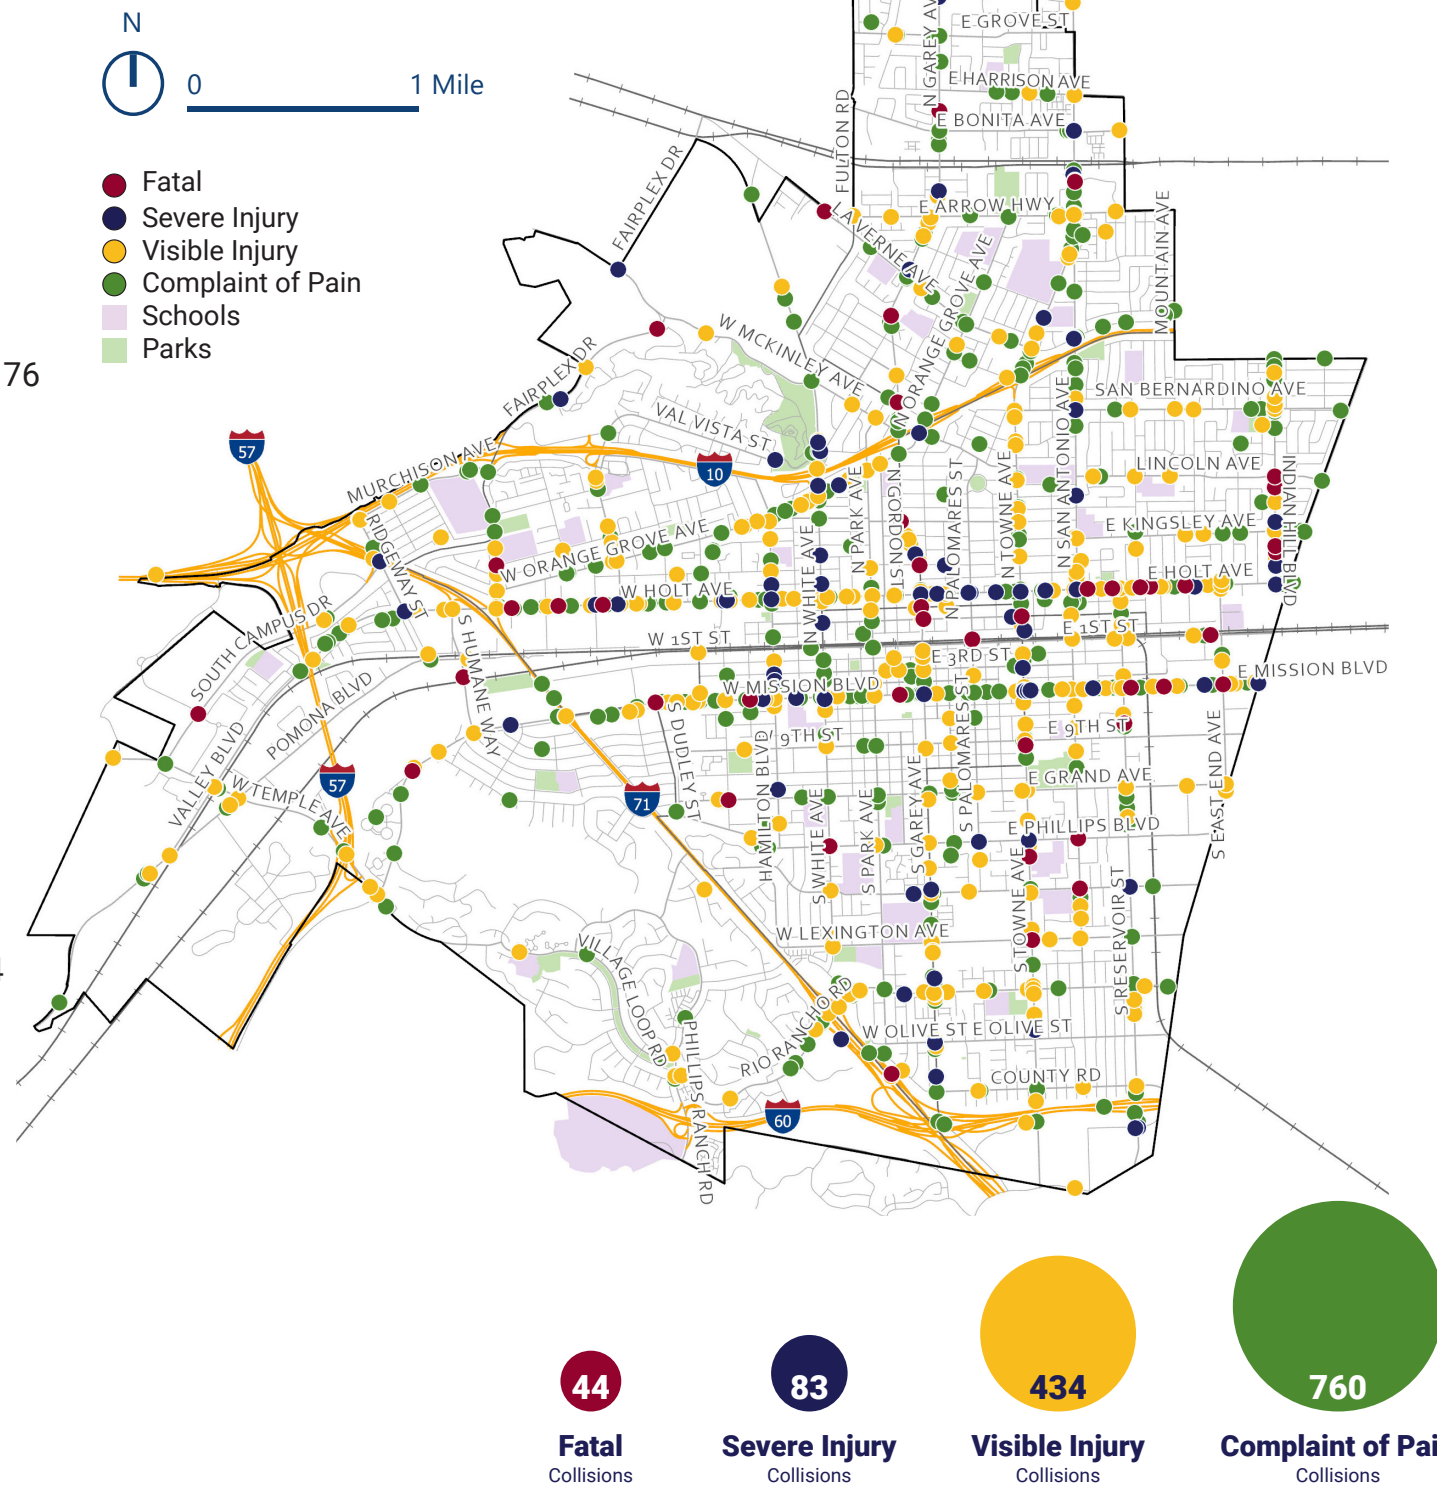 N
0 1 Mile
Fatal
Severe Injury
Visible Injury
Complaint of Pain
Schools
Parks
76
E GROVE ST
N GAREY AV
E HARRISON AVE
E BONITA AVE
FULTON RD
FAIRPLEX DR
LA VERNE AVE
E ARROW HWY
MOUNTAIN AVE
W ORANGE GROVE AVE
W MCKINLEY AVE
FAIRPLEX DR
SAN BERNARDINO AVE
VAL VISTA ST
57
10
MURCHISON AVE
LINCOLN AVE
INDIAN HILL BLVD
N SAN ANTONIO AVE
N TOWNE AVE
N PALOMARES ST
N GORDON ST
N PARK AVE
N WHITE AVE
E KINGSLEY AVE
RIDGEWAY ST
W ORANGE GROVE AVE
W HOLT AVE
E HOLT AVE
SOUTH CAMPUS DR
S HUMANE WAY
W 1ST ST
E 1ST ST
E 3RD ST
E MISSION BLVD
W MISSION BLVD
POMONA BLVD
VALLEY BLVD
W TEMPLE AVE
57
71
S DUDLEY ST
HAMILTON BLVD
9TH ST
E 9TH ST
S WHITE AVE
S PARK AVE
S GAREY AVE
S PALOMARES ST
E GRAND AVE
E PHILLIPS BLVD
S EAST END AVE
S TOWNE AVE
S RESERVOIR ST
W LEXINGTON AVE
VILLAGE LOOP RD
PHILLIPS RANCH RD
RIO RANCHO RD
W OLIVE ST E OLIVE ST
COUNTY RD
60
44
83
434
760
Fatal
Collisions
Severe Injury
Collisions
Visible Injury
Collisions
Complaint of Pai
Collisions